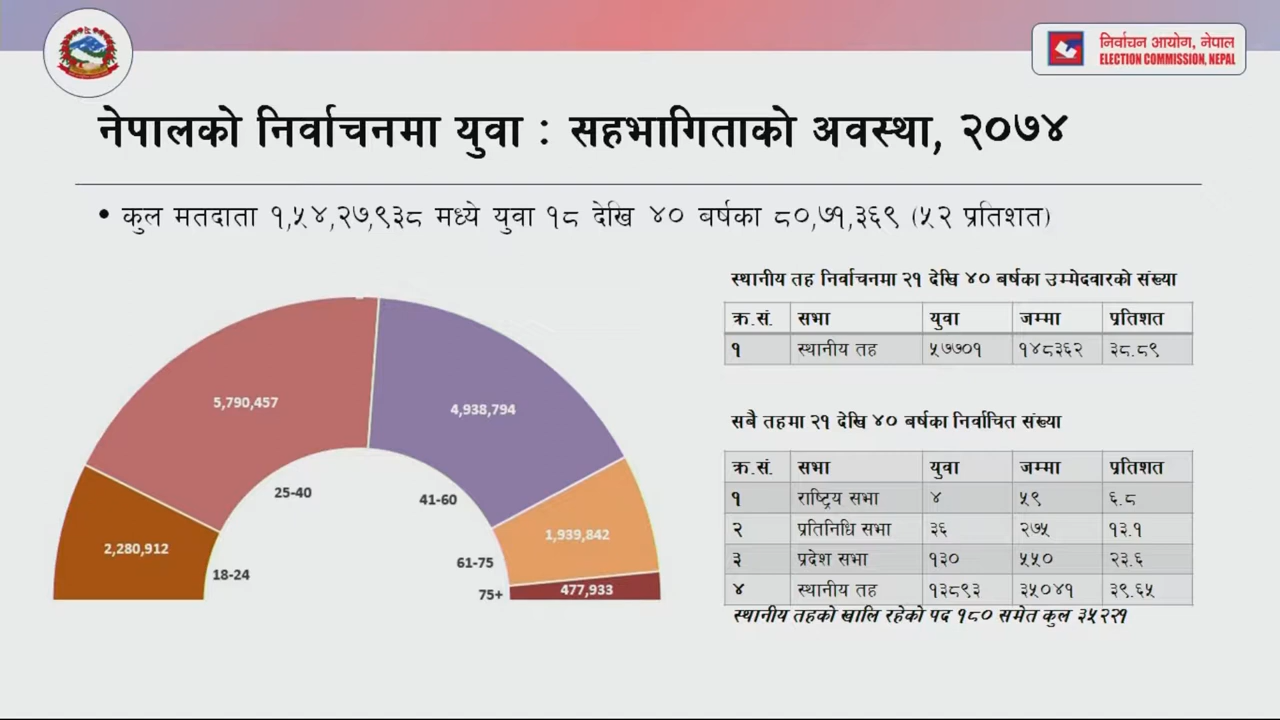 निर्वाचन आयोग, नेपाल
ELECTION COMMISSION, NEPAL
नेपालको निर्वाचनमा युवा : सहभागिताको अवस्था, २०७४
• कुल मतदाता १,५४,२७,९३८ मध्ये युवा १८ देखि ४० बर्षका ८०,७१,३६९ (५२ प्रतिशत)
5,790,457
4,938,794
25-40
41-60
2,280,912
1,939,842
18-24
61-75
75+
477,933
स्थानीय तह निर्वाचनमा २१ देखि ४० बर्षका उम्मेदवारको संख्या
क्र.सं. सभा युवा जम्मा प्रतिशत
१ स्थानीय तह ५७७०१ १४८३६२ ३८.८९
सबै तहमा २१ देखि ४० बर्षका निर्वाचित संख्या
क्र.सं. सभा युवा जम्मा प्रतिशत
१ राष्ट्रिय सभा ४ ५९ ६.८
२ प्रतिनिधि सभा ३६ २७५ १३.१
३ प्रदेश सभा १३० ५५० २३.६
४ स्थानीय तह १३८९३ ३५०४१ ३९.६५
स्थानीय तहको खालि रहेको पद १८० समेत कुल ३५२२१